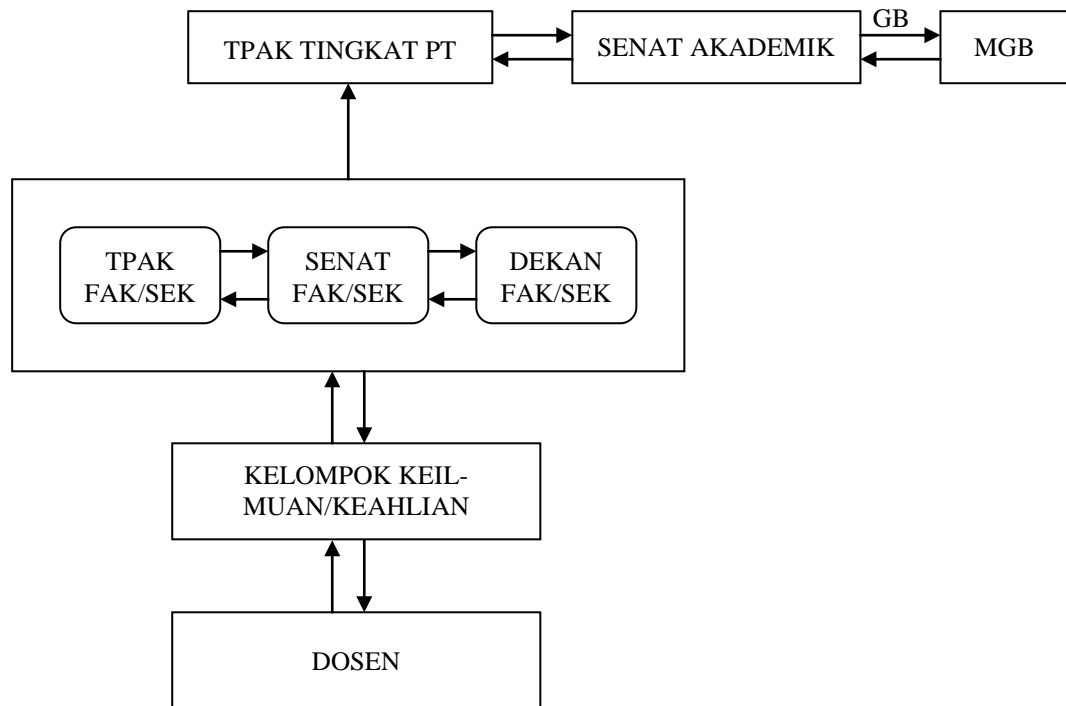 TPAK TINGKAT PT
SENAT AKADEMIK
GB
MGB
TPAK
FAK/SEK
SENAT
FAK/SEK
DEKAN
FAK/SEK
KELOMPOK KEIL-
MUAN/KEAHLIAN
DOSEN